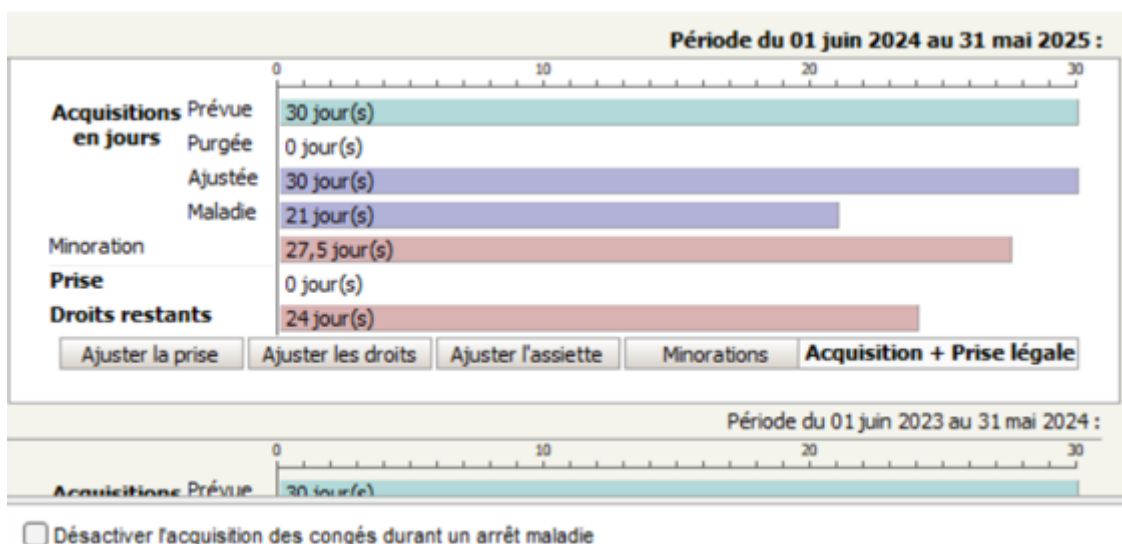 Période du 01 juin 2024 au 31 mai 2025 :
0 10 20 30
Acquisitions en jours Prévue 30 jour(s)
Purgée 0 jour(s)
Ajustée 30 jour(s)
Maladie 21 jour(s)
Minoration 27,5 jour(s)
Prise 0 jour(s)
Droits restants 24 jour(s)
Ajuster la prise Ajuster les droits Ajuster l'assiette Minorations Acquisition + Prise légale
Période du 01 juin 2023 au 31 mai 2024 :
0 10 20 30
Acquisitions Prévue 30 jour(s)
Désactiver l'acquisition des congés durant un arrêt maladie